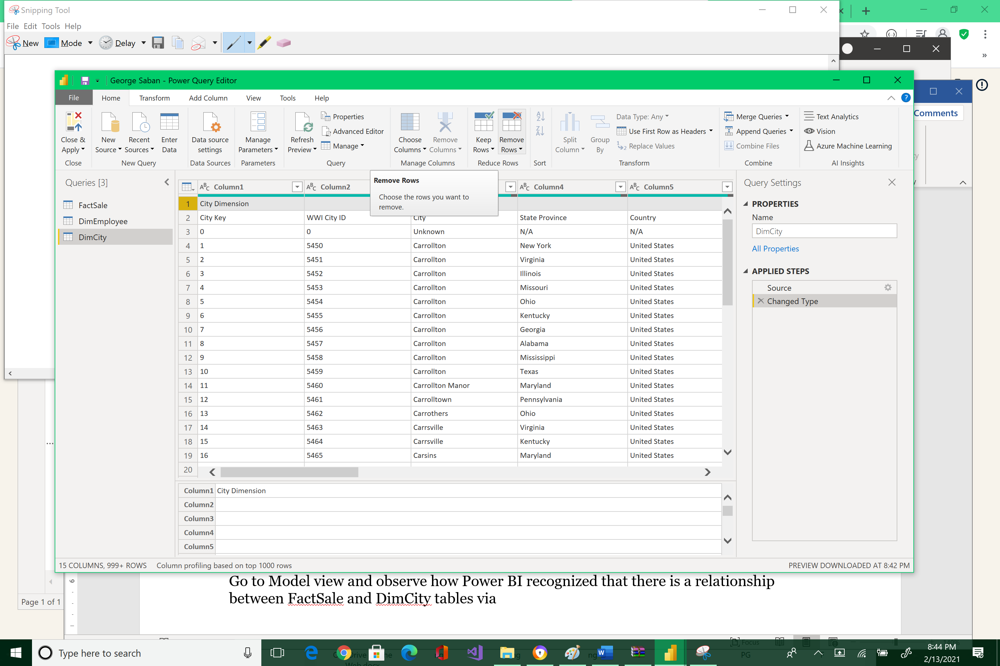 Snipping Tool
File Edit Tools Help
New Mode Delay
George Saban - Power Query Editor
File Home Transform Add Column View Tools Help
Comments
Close & Apply
New Source
Recent Sources
Enter Data
Data source settings
Manage Parameters
Refresh Preview
Properties
Advanced Editor
Manage
Choose Columns
Remove Columns
Keep Rows
Remove Rows
Split Column
Group By
Data Type: Any
Use First Row as Headers
Replace Values
Merge Queries
Append Queries
Combine Files
Text Analytics
Vision
Azure Machine Learning
Close New Query Data Sources Parameters Query Manage Columns Reduce Rows Sort Transform Combine AI Insights
Remove Rows
Choose the rows you want to
remove.
Queries [3]
FactSale
DimEmployee
DimCity
Column1 Column2 Column4 Column5
1 City Dimension
2 City Key WWI City ID City State Province Country
3 0 0 Unknown N/A N/A
4 1 5450 Carrollton New York United States
5 2 5451 Carrollton Virginia United States
6 3 5452 Carrollton Illinois United States
7 4 5453 Carrollton Missouri United States
8 5 5454 Carrollton Ohio United States
9 6 5455 Carrollton Kentucky United States
10 7 5456 Carrollton Georgia United States
11 8 5457 Carrollton Alabama United States
12 9 5458 Carrollton Mississippi United States
13 10 5459 Carrollton Texas United States
14 11 5460 Carrollton Manor Maryland United States
15 12 5461 Carrolltown Pennsylvania United States
16 13 5462 Carrothers Ohio United States
17 14 5463 Carrsville Virginia United States
18 15 5464 Carrsville Kentucky United States
19 16 5465 Carsins Maryland United States
20
Column1 City Dimension
Column2
Column3
Column4
Column5
Query Settings
PROPERTIES
Name
DimCity
All Properties
APPLIED STEPS
Source
Changed Type
15 COLUMNS, 999+ ROWS Column profiling based on top 1000 rows PREVIEW DOWNLOADED AT 8:42 PM
Go to Model view and observe how Power BI recognized that there is a relationship
between FactSale and DimCity tables via
Page 1 of 1
Focus
Type here to search
8:44 PM
2/13/2021